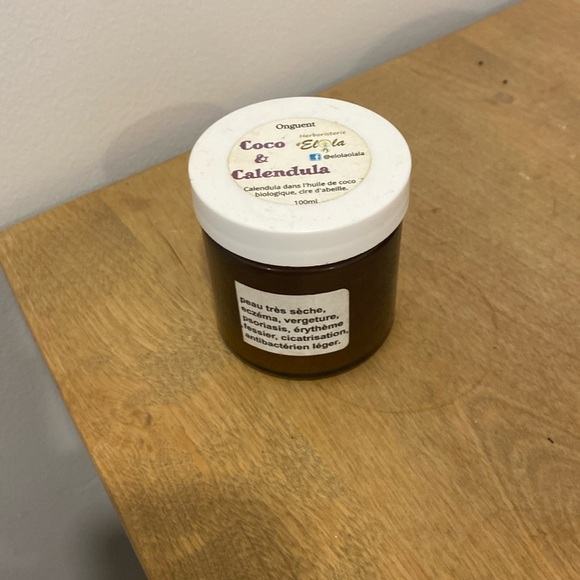 Onguent
Herboristerie
Elola
Coco
&
Calendula
@elolaolala
Calendula dans l'huile de coco
biologique, cire d'abeille.
100ml
peau très sèche,
eczéma, vergeture,
psoriasis, érythème
fessier, cicatrisation,
antibactérien léger.